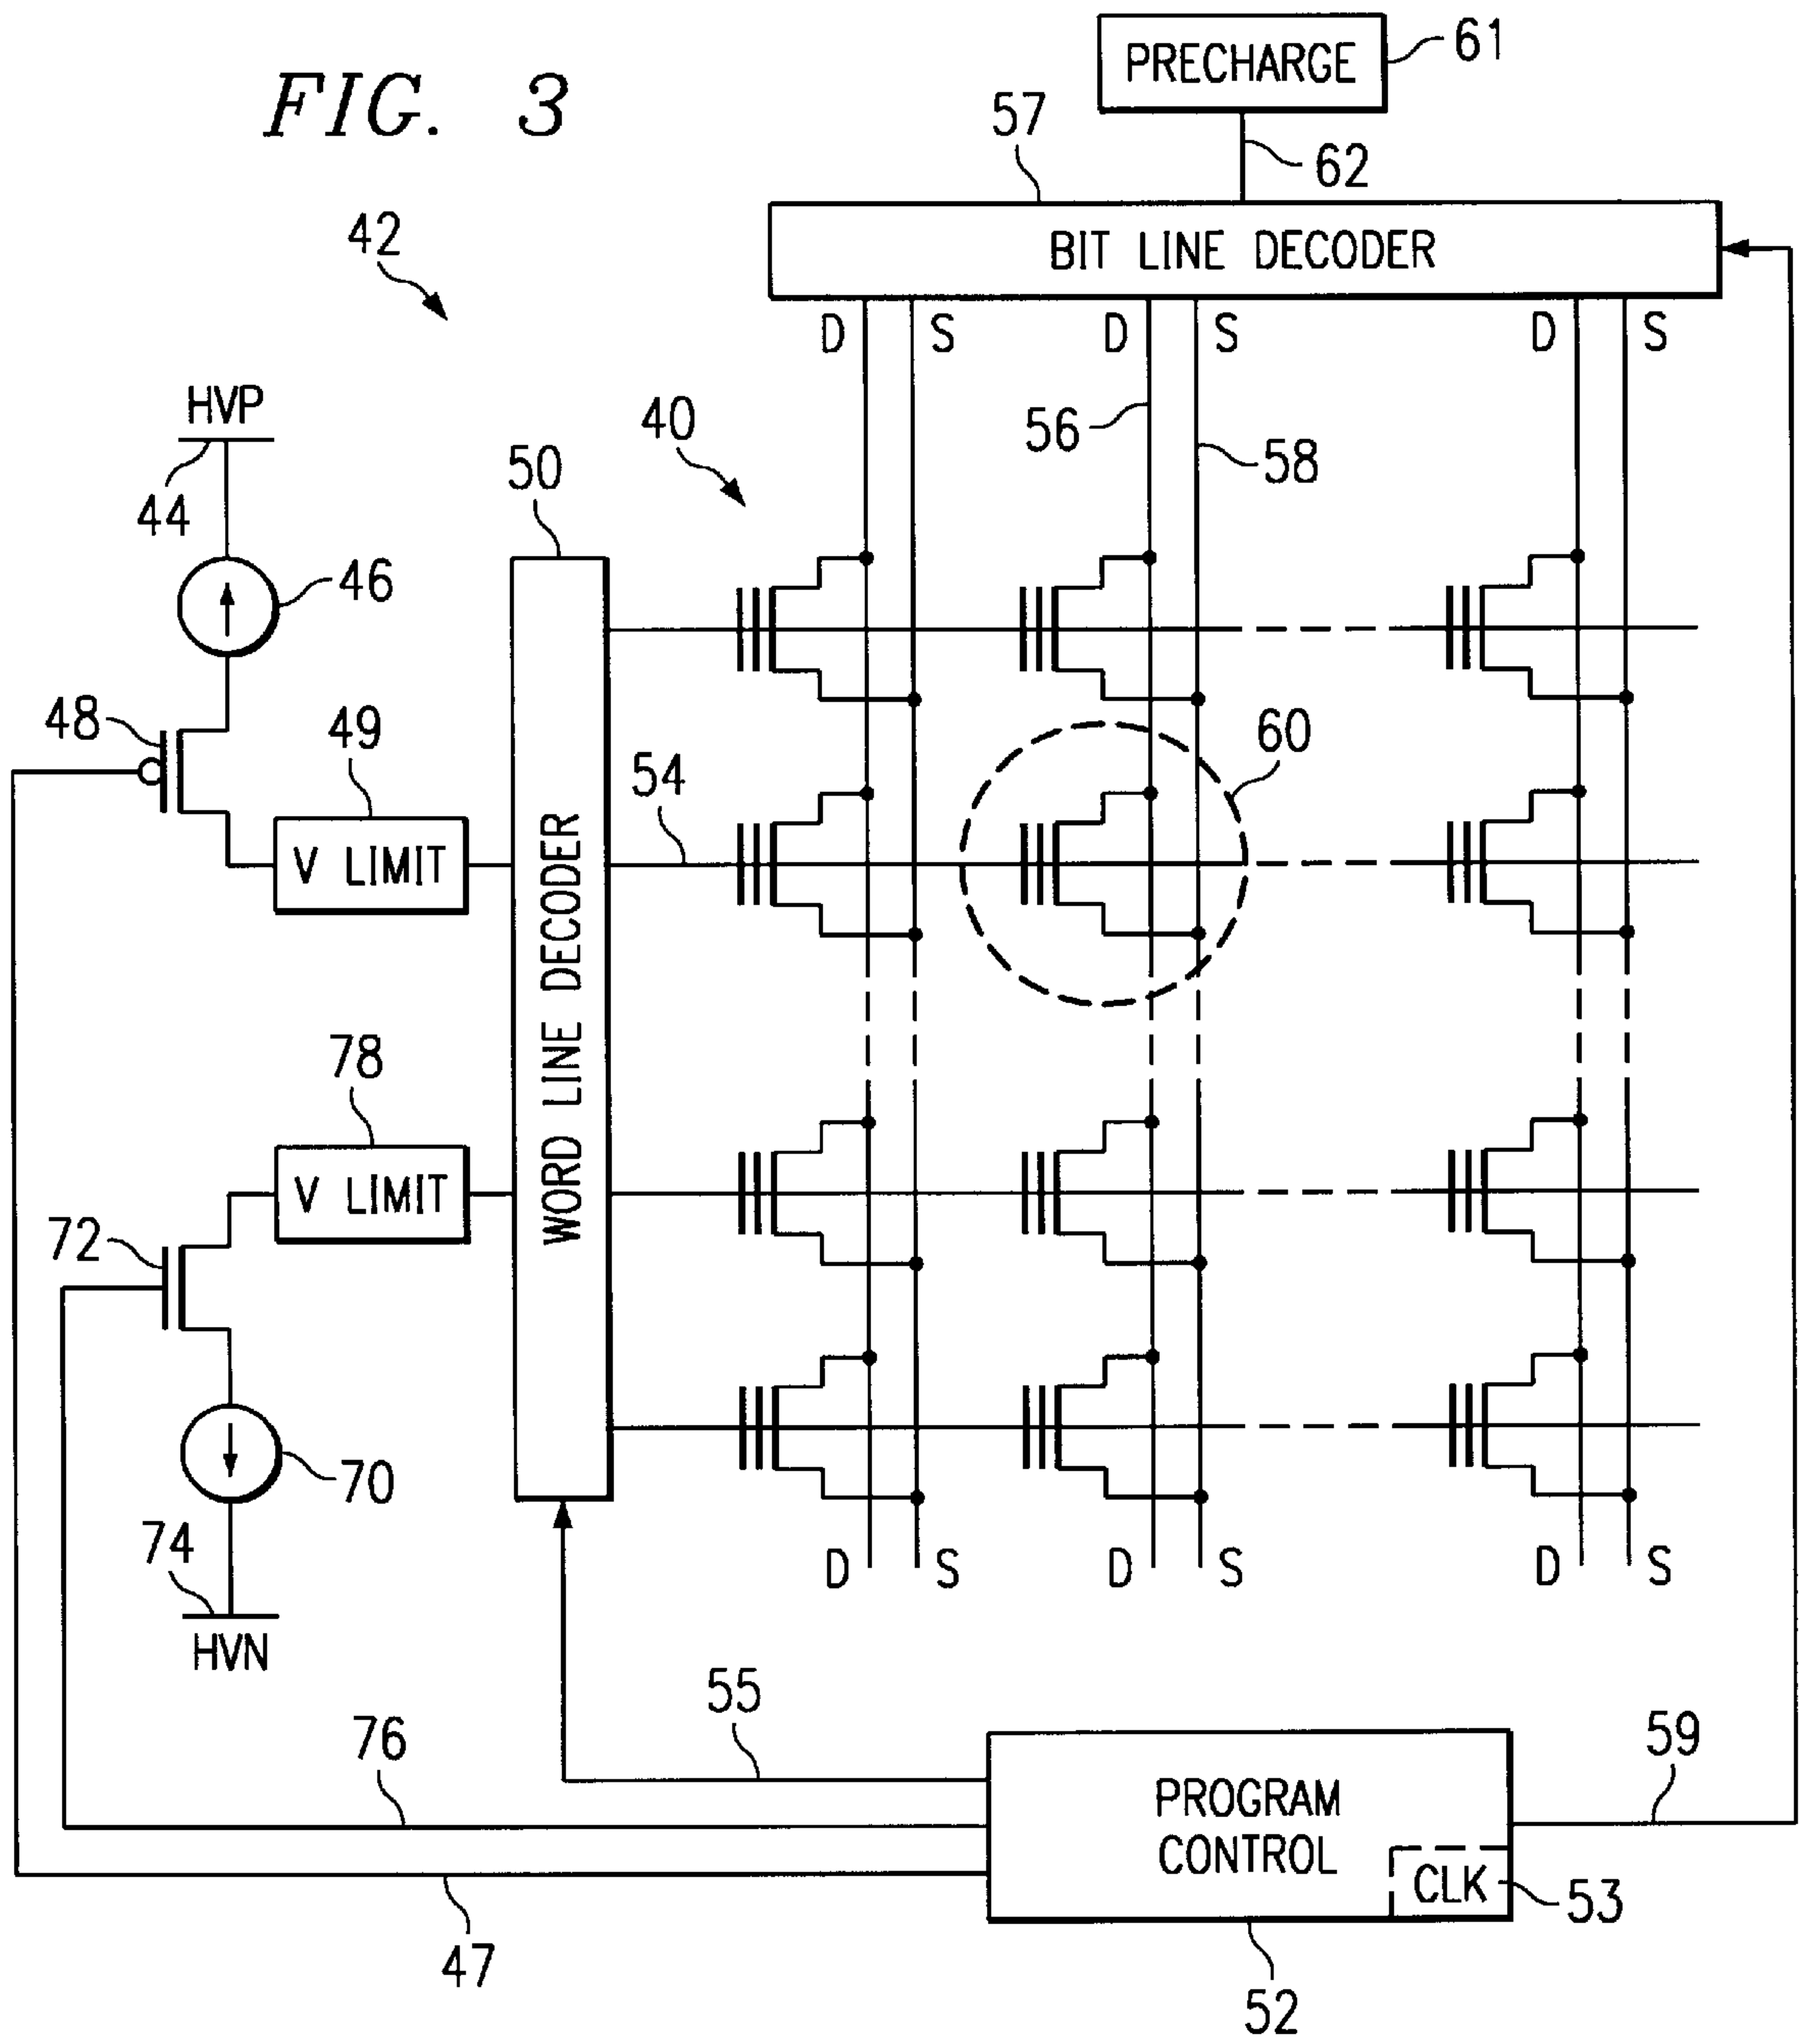 FIG. 3
PRECHARGE
61
57
62
42
BIT LINE DECODER
D S D S D S
HVP
44
40
56
58
50
46
48
49
54
60
V LIMIT
WORD LINE DECODER
78
V LIMIT
72
70
74
HVN
D S D S D S
55
76
59
PROGRAM
CONTROL
CLK
53
47
52